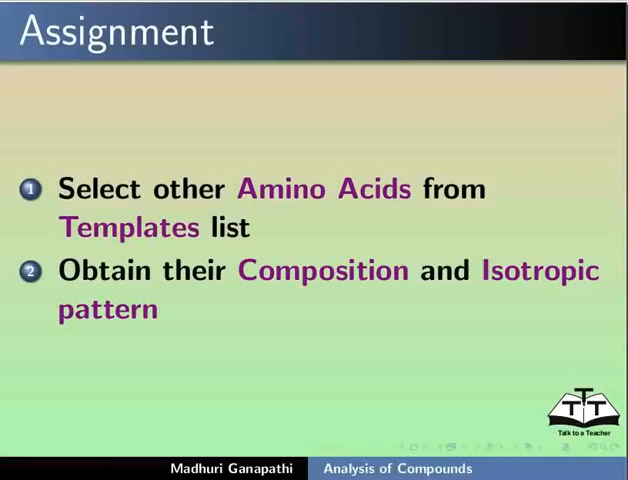 Assignment
1 Select other Amino Acids from
Templates list
2 Obtain their Composition and Isotropic
pattern
TTT
Talk to a Teacher
Madhuri Ganapathi Analysis of Compounds